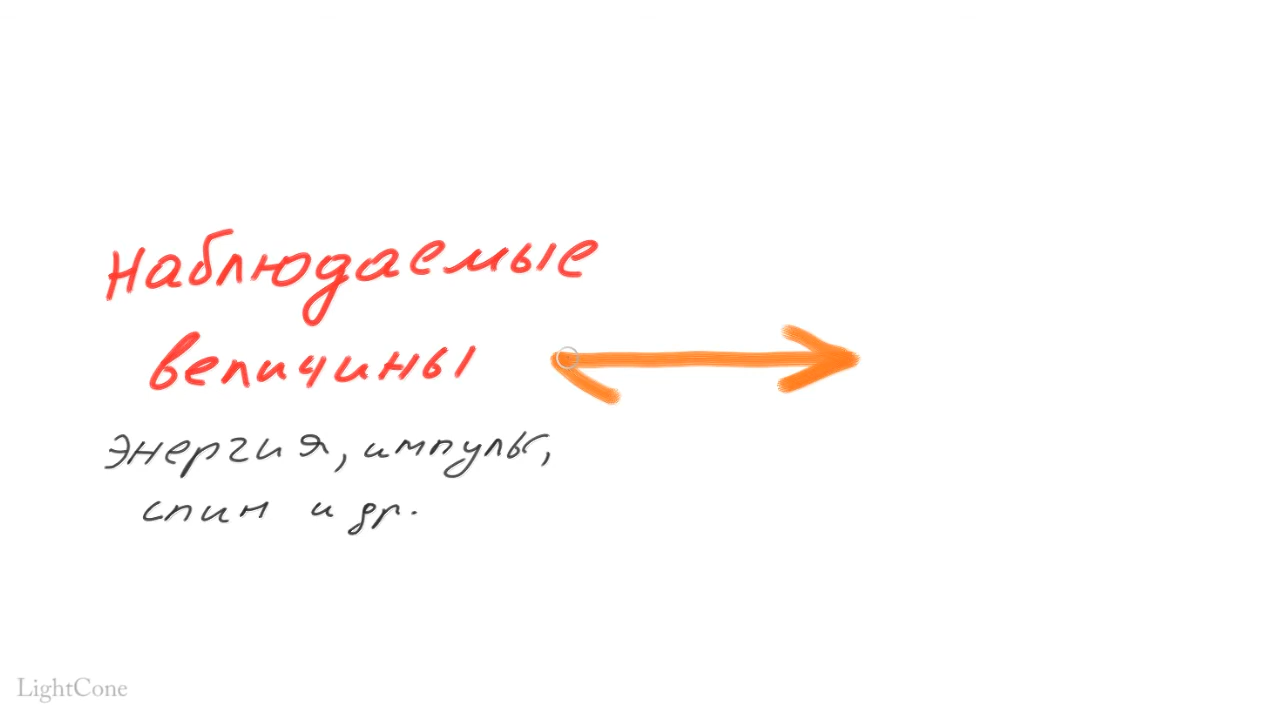 Наблюдаемые
величины
энергия, импульс,
спин и др.
LightCone